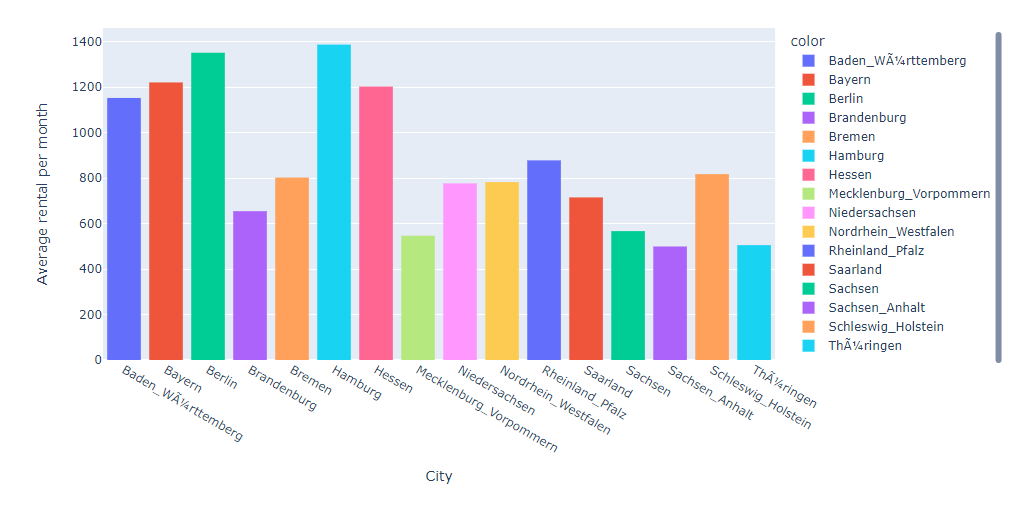 1400
1200
1000
800
600
400
200
0
Average rental per month
Baden_WÃ¼rttemberg
Bayern
Berlin
Brandenburg
Bremen
Hamburg
Hessen
Mecklenburg_Vorpommern
Niedersachsen
Nordrhein_Westfalen
Rheinland_Pfalz
Saarland
Sachsen
Sachsen_Anhalt
Schleswig_Holstein
ThÃ¼ringen
City
color
Baden_WÃ¼rttemberg
Bayern
Berlin
Brandenburg
Bremen
Hamburg
Hessen
Mecklenburg_Vorpommern
Niedersachsen
Nordrhein_Westfalen
Rheinland_Pfalz
Saarland
Sachsen
Sachsen_Anhalt
Schleswig_Holstein
ThÃ¼ringen